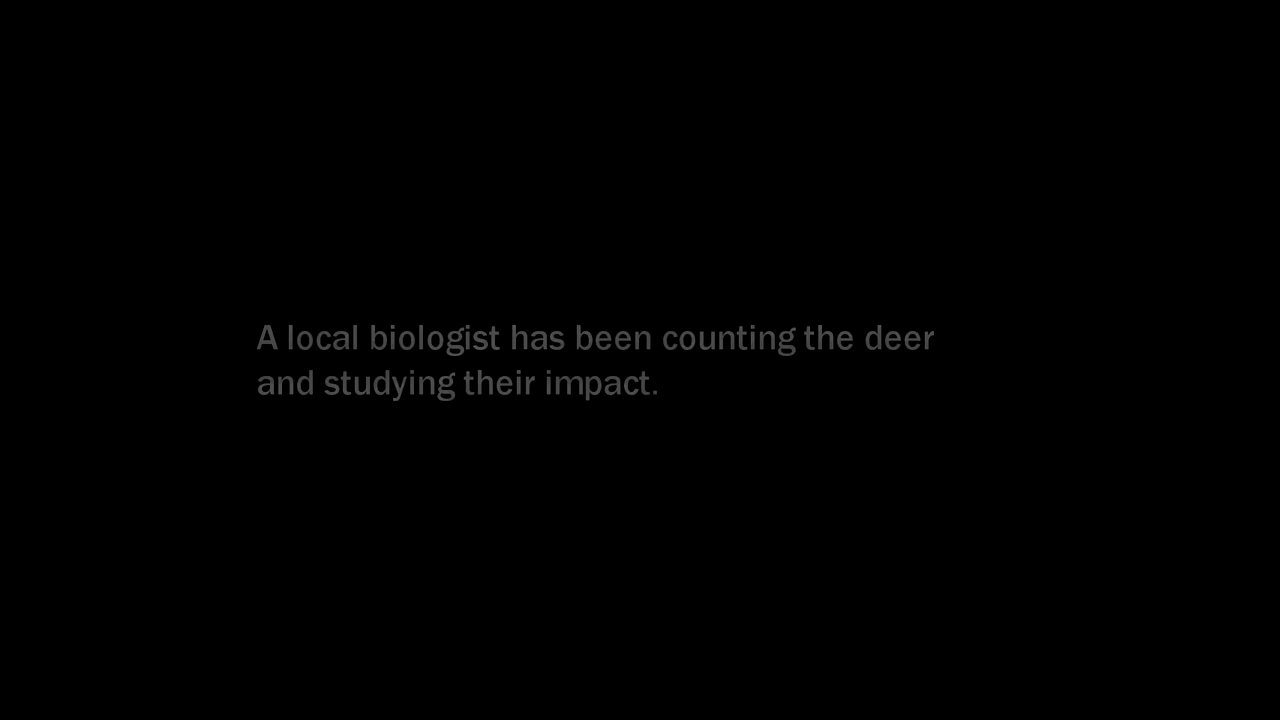 A local biologist has been counting the deer
and studying their impact.